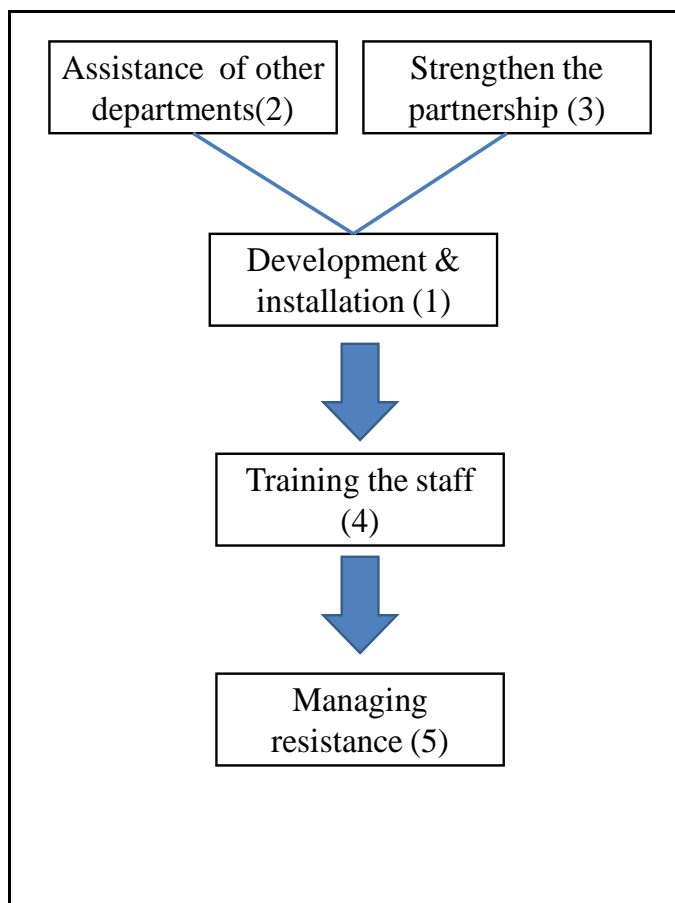 Assistance of other
departments(2)
Strengthen the
partnership (3)
Development &
installation (1)
Training the staff
(4)
Managing
resistance (5)